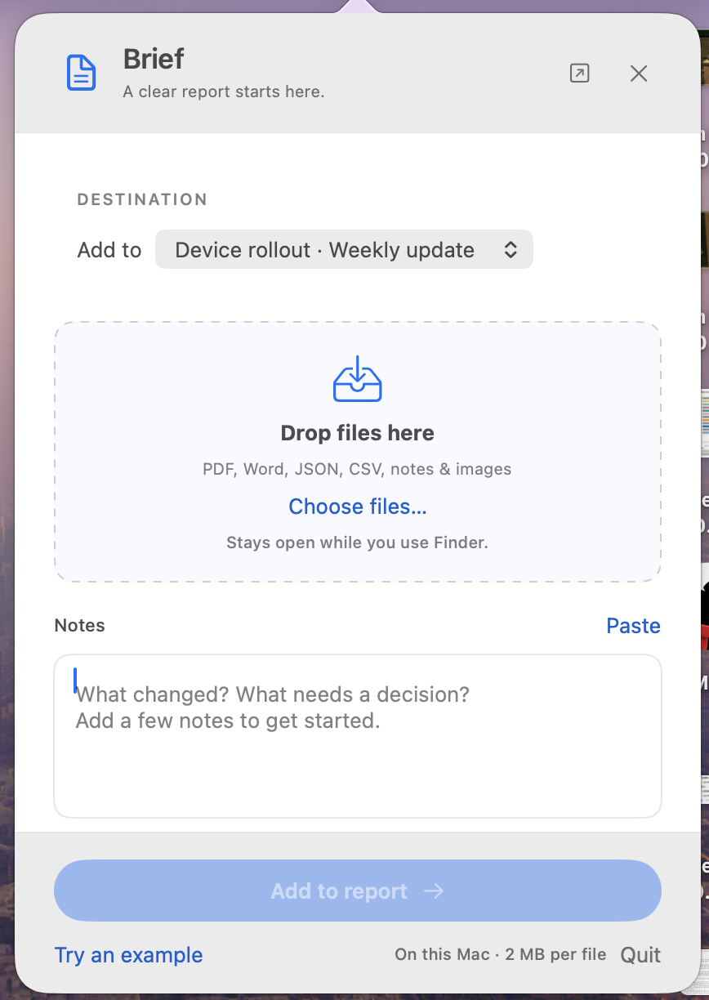 Brief
A clear report starts here.
DESTINATION
Add to Device rollout · Weekly update
Drop files here
PDF, Word, JSON, CSV, notes & images
Choose files...
Stays open while you use Finder.
Notes Paste
What changed? What needs a decision?
Add a few notes to get started.
Add to report →
Try an example On this Mac · 2 MB per file Quit